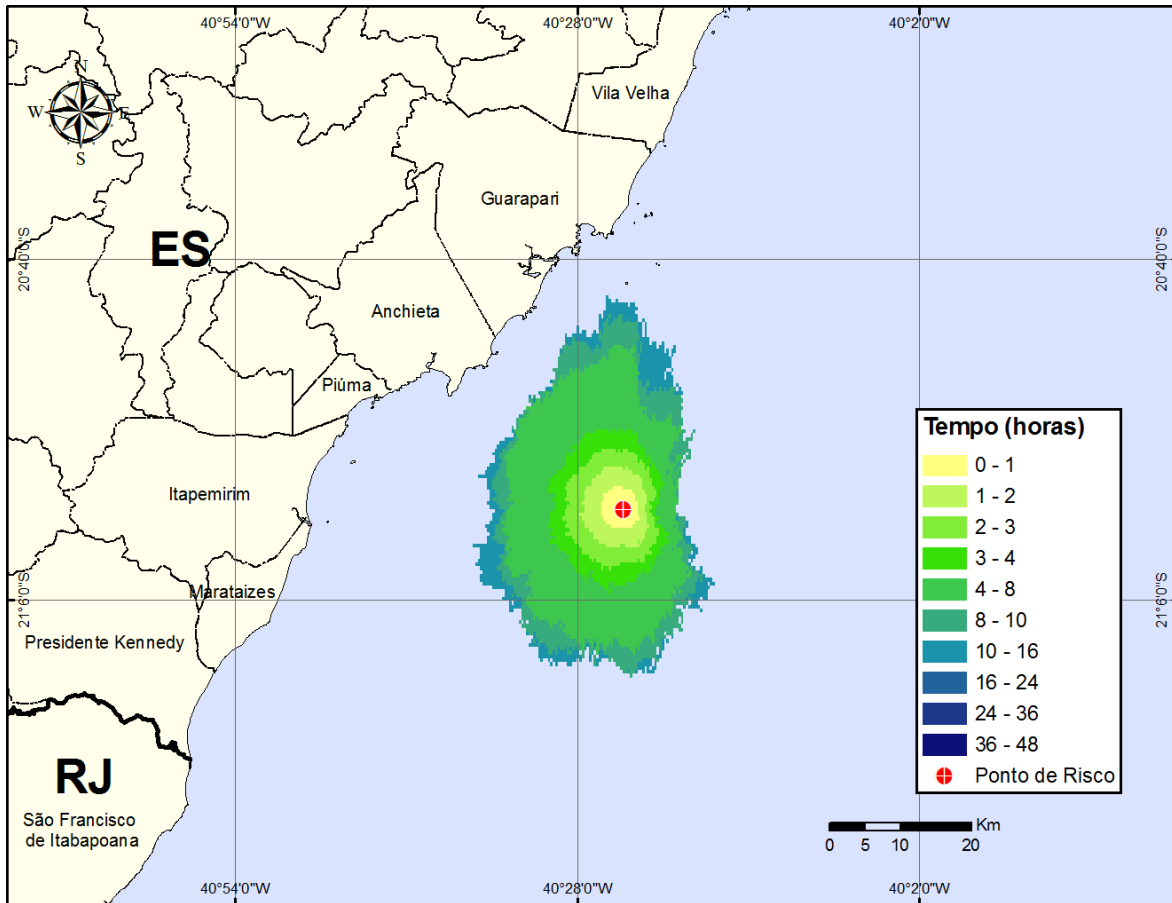 40°54'0"W
40°28'0"W
40°2'0"W
N
W
E
S
Vila Velha
Guarapari
ES
20°40'0"S
20°40'0"S
Anchieta
Piúma
Itapemirim
Marataizes
21°6'0"S
21°6'0"S
Presidente Kennedy
RJ
São Francisco
de Itabapoana
Tempo (horas)
0 - 1
1 - 2
2 - 3
3 - 4
4 - 8
8 - 10
10 - 16
16 - 24
24 - 36
36 - 48
Ponto de Risco
Km
0 5 10 20
40°54'0"W
40°28'0"W
40°2'0"W